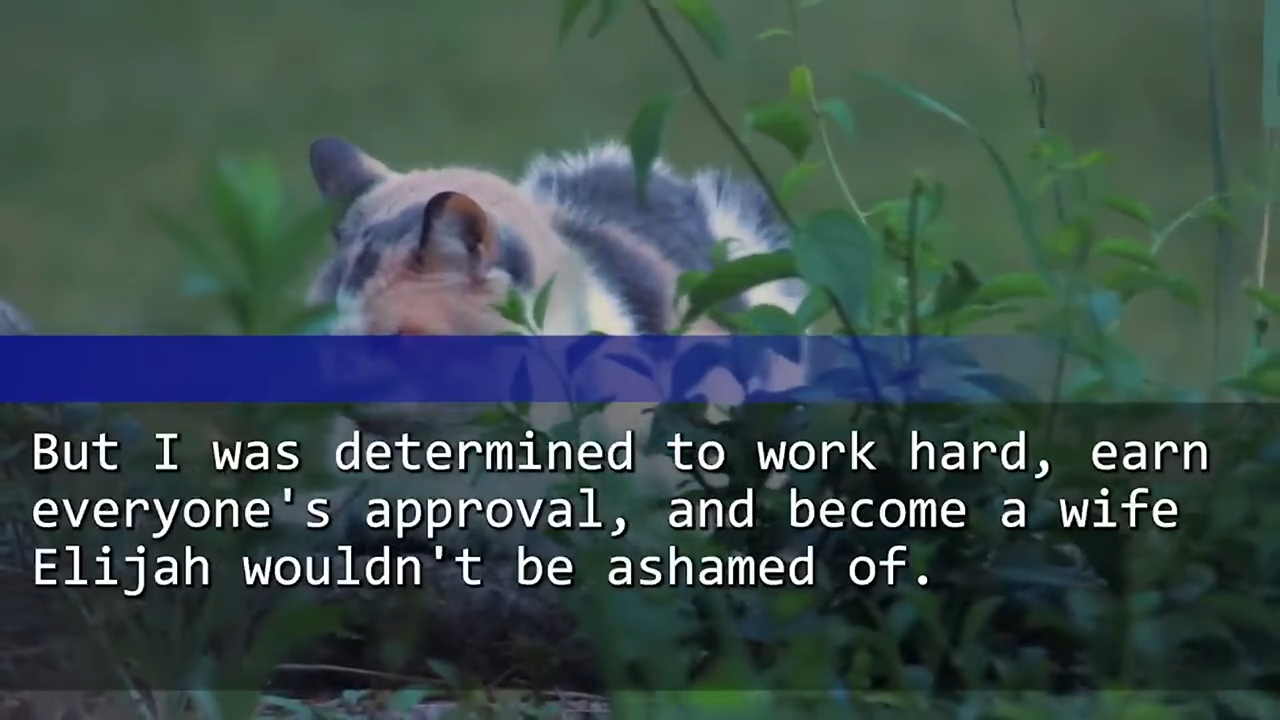 But I was determined to work hard, earn
everyone's approval, and become a wife
Elijah wouldn't be ashamed of.